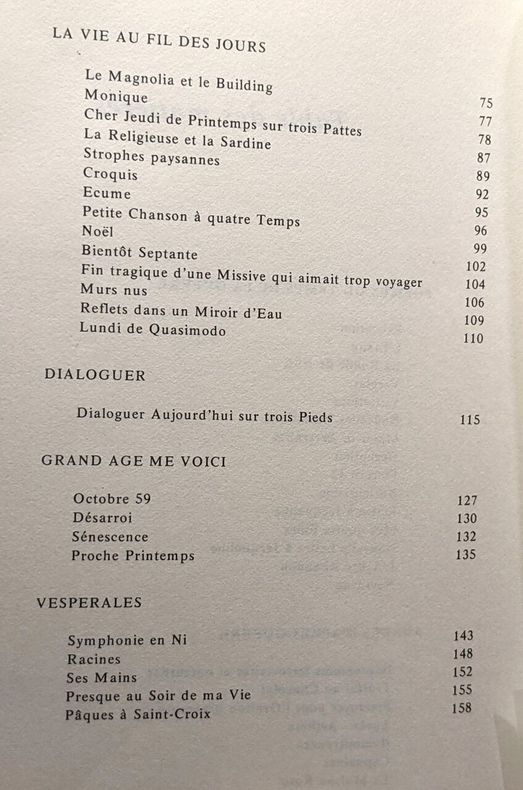 LA VIE AU FIL DES JOURS
Le Magnolia et le Building 75
Monique 77
Cher Jeudi de Printemps sur trois Pattes 78
La Religieuse et la Sardine 87
Strophes paysannes 89
Croquis 92
Ecume 95
Petite Chanson à quatre Temps 96
Noël 99
Bientôt Septante 102
Fin tragique d'une Missive qui aimait trop voyager 104
Murs nus 106
Reflets dans un Miroir d'Eau 109
Lundi de Quasimodo 110
DIALOGUER
Dialoguer Aujourd'hui sur trois Pieds 115
GRAND AGE ME VOICI
Octobre 59 127
Désarroi 130
Sénescence 132
Proche Printemps 135
VESPERALES
Symphonie en Ni 143
Racines 148
Ses Mains 152
Presque au Soir de ma Vie 155
Pâques à Saint-Croix 158